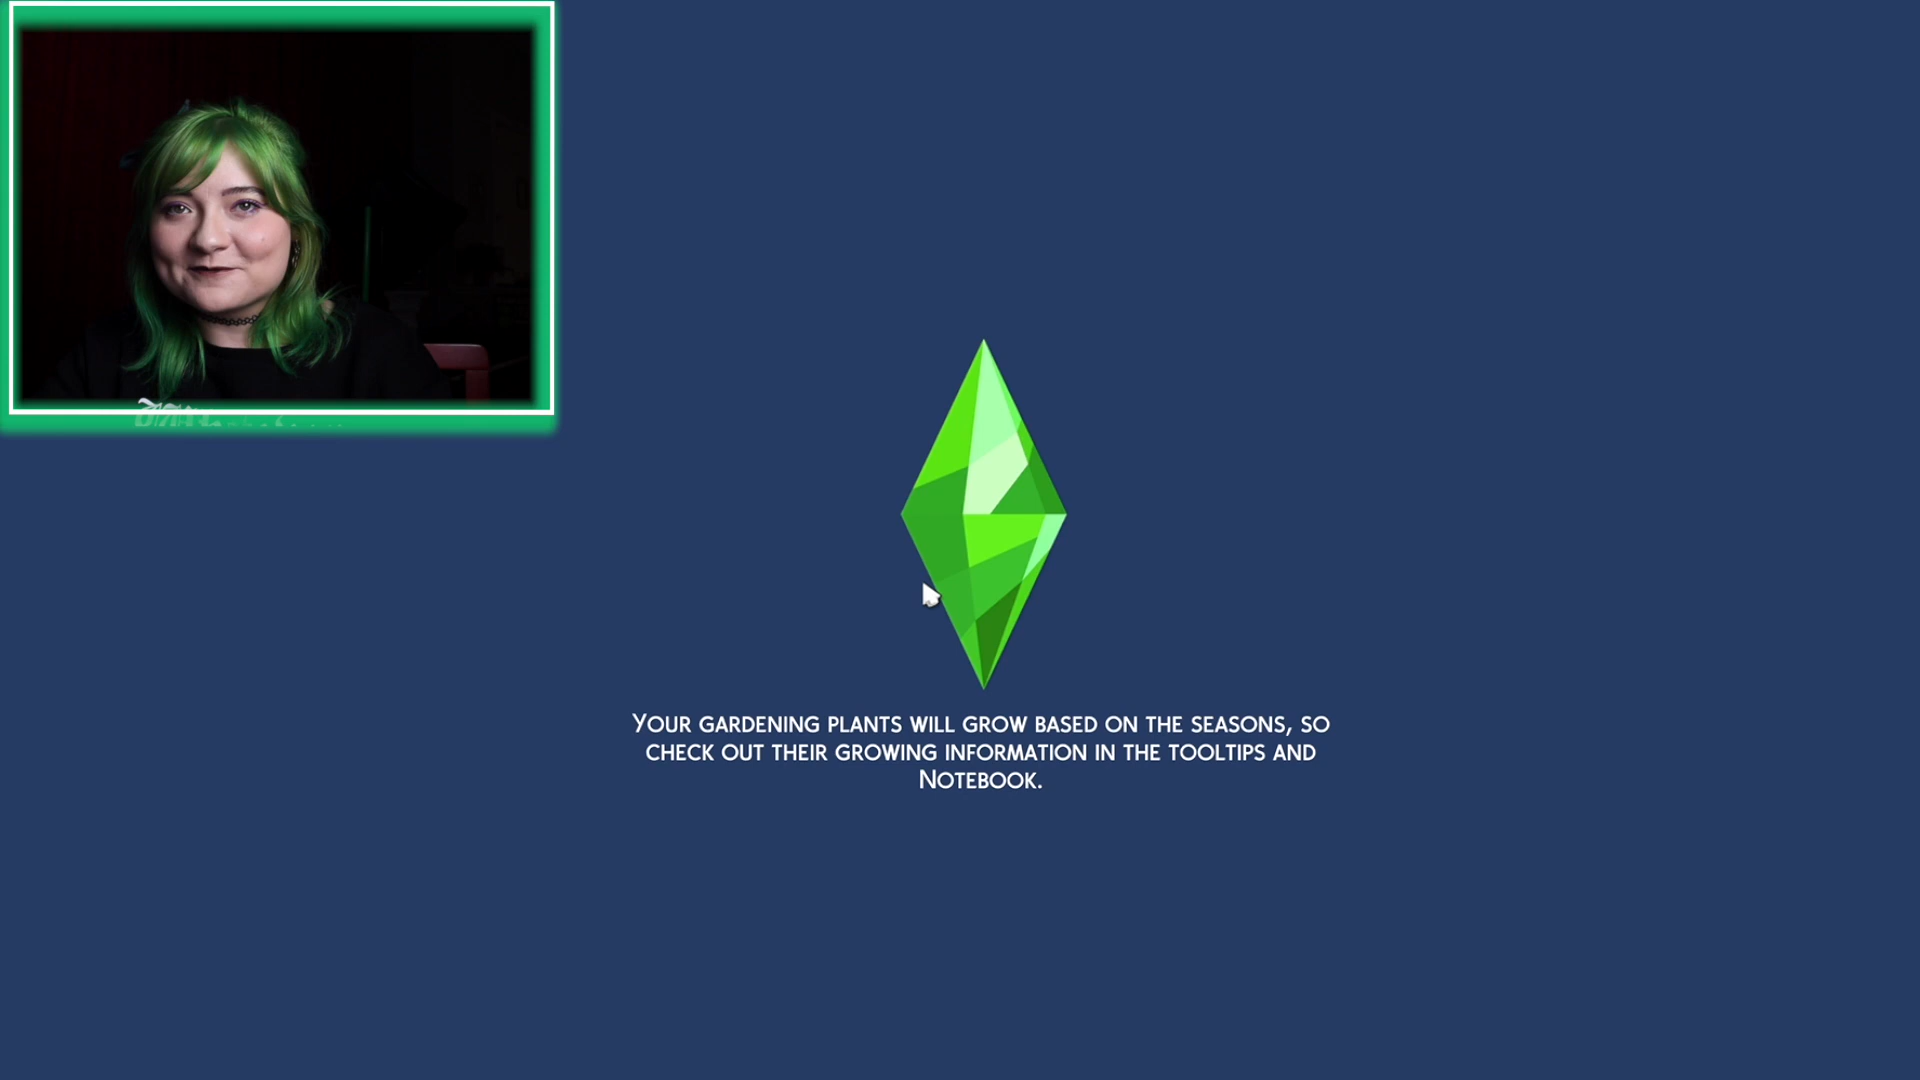 Your gardening plants will grow based on the seasons, so
check out their growing information in the tooltips and
Notebook.